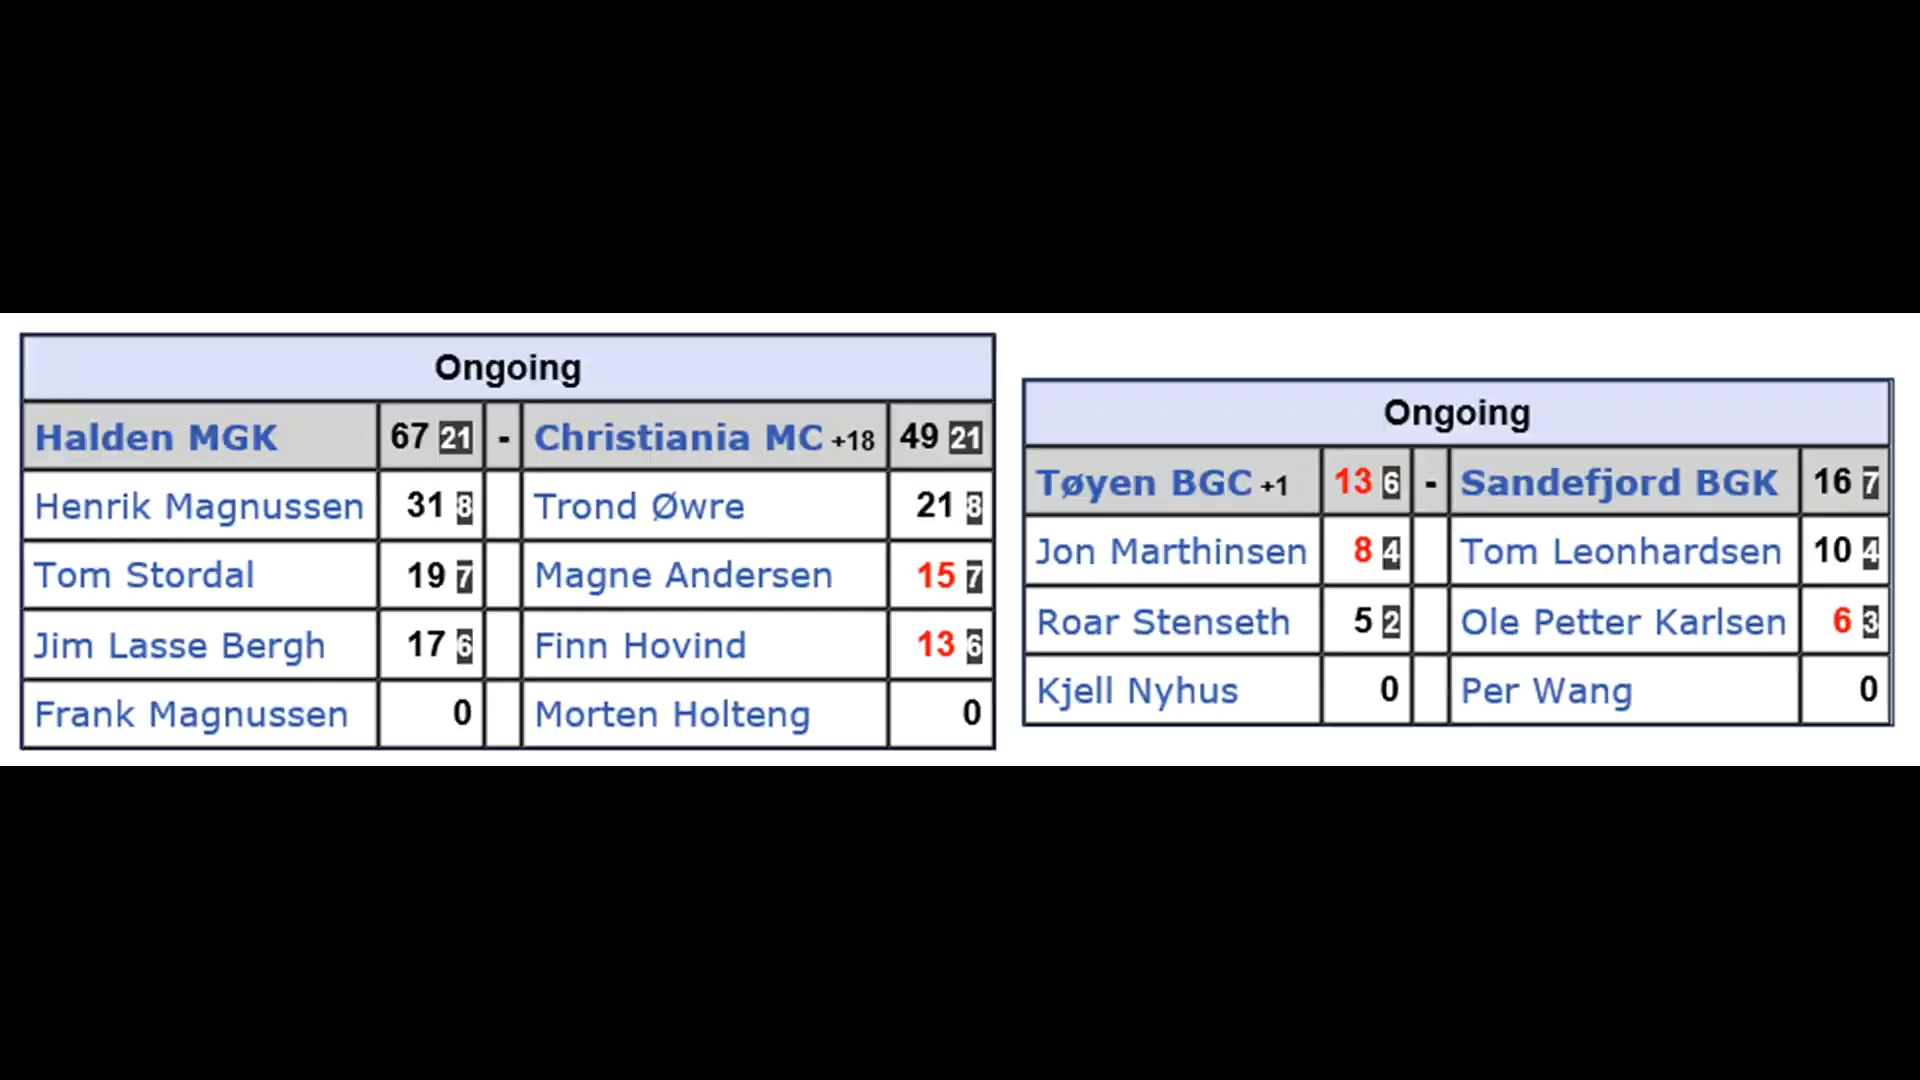 Ongoing
Halden MGK 67 21 - Christiania MC +18 49 21
Henrik Magnussen 31 8 Trond Øwre 21 8
Tom Stordal 19 7 Magne Andersen 15 7
Jim Lasse Bergh 17 6 Finn Hovind 13 6
Frank Magnussen 0 Morten Holteng 0
Ongoing
Tøyen BGC +1 13 6 - Sandefjord BGK 16 7
Jon Marthinsen 8 4 Tom Leonhardsen 10 4
Roar Stenseth 5 2 Ole Petter Karlsen 6 3
Kjell Nyhus 0 Per Wang 0